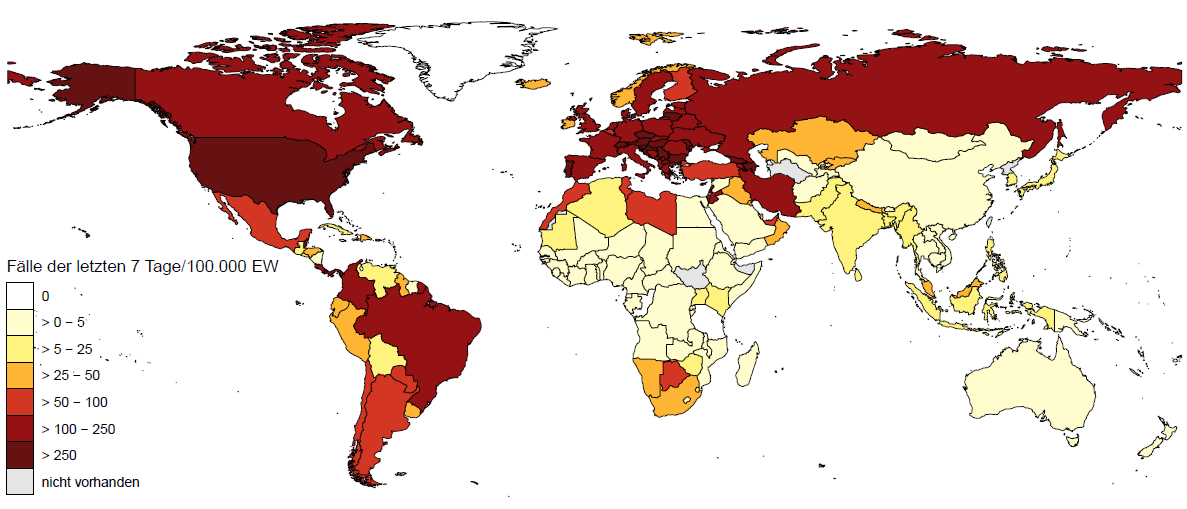 Fälle der letzten 7 Tage/100.000 EW
0
> 0 – 5
> 5 – 25
> 25 – 50
> 50 – 100
> 100 – 250
> 250
nicht vorhanden